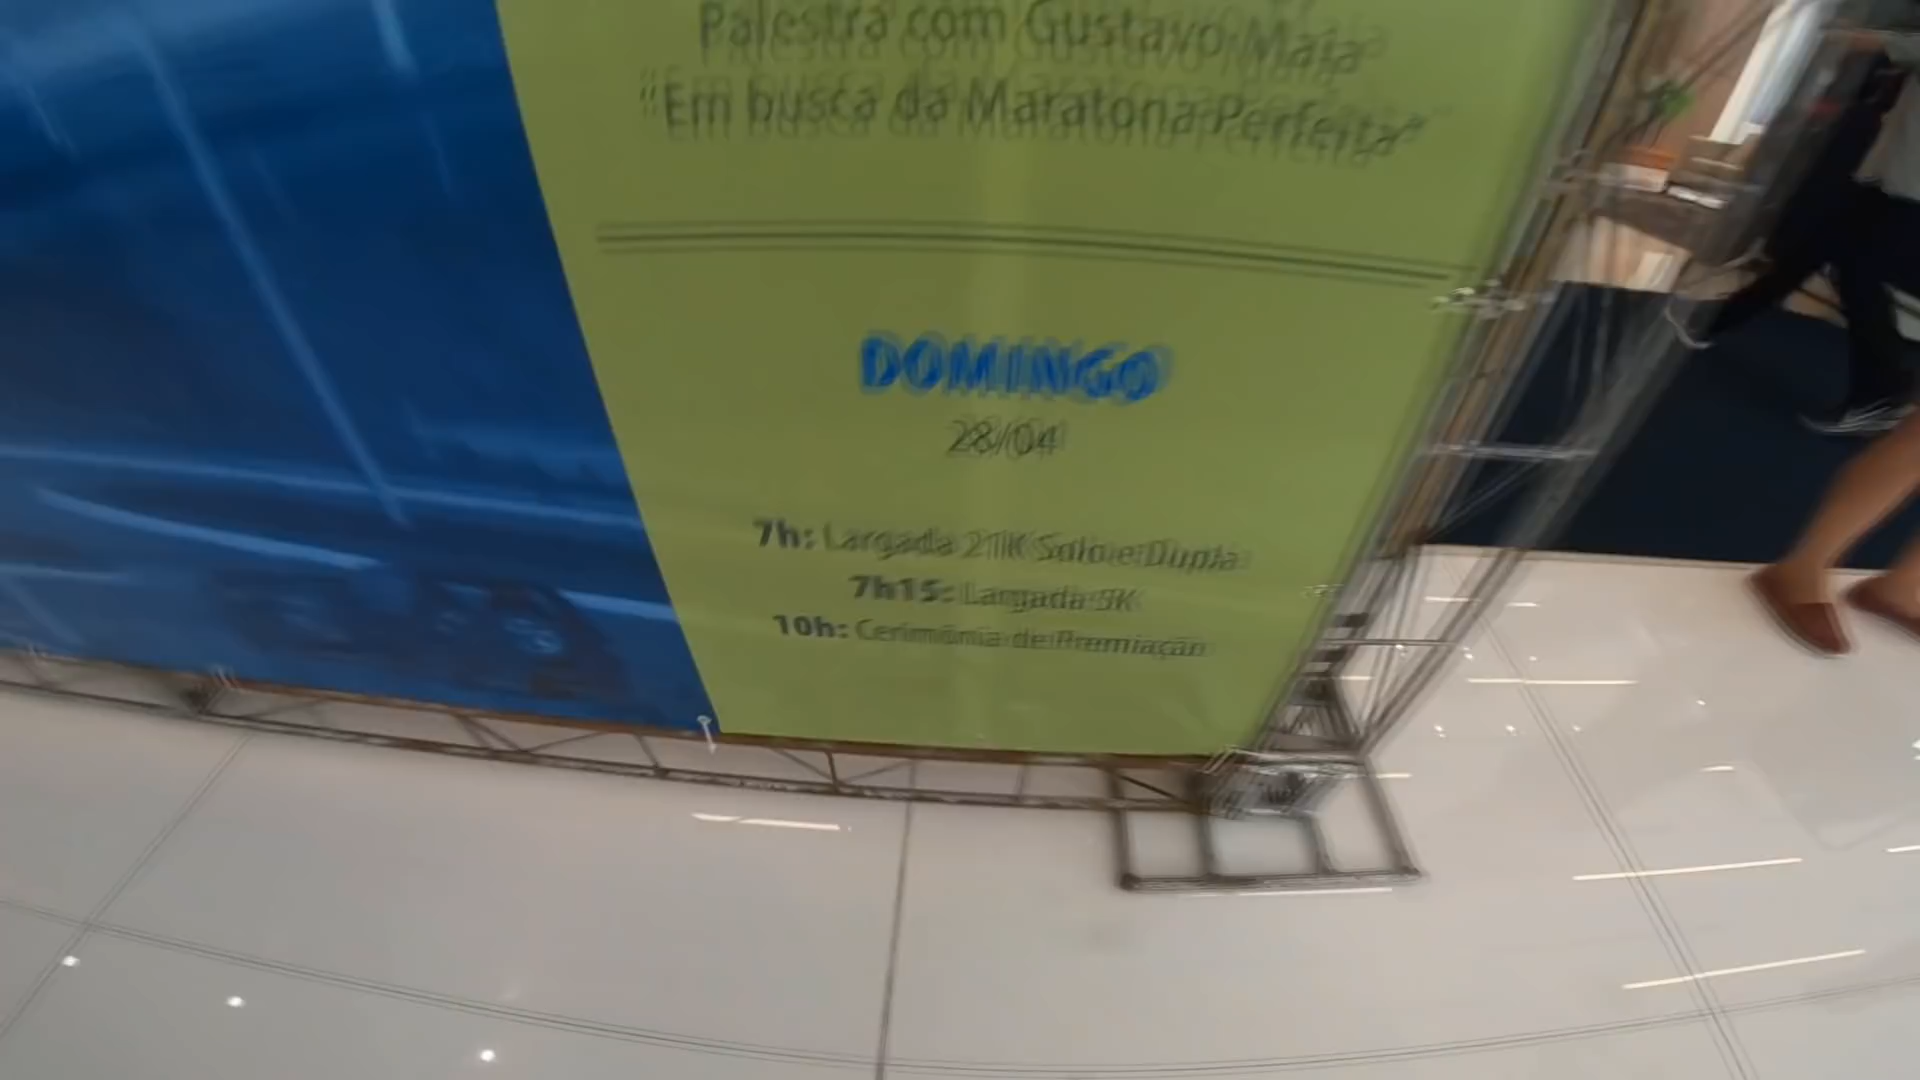 Palestra com Gustavo Maia
"Em busca da Maratona Perfeita"
DOMINGO
28/04
7h: Largada 21K Solo e Dupla
7h15: Largada 5K
10h: Cerimônia de Premiação